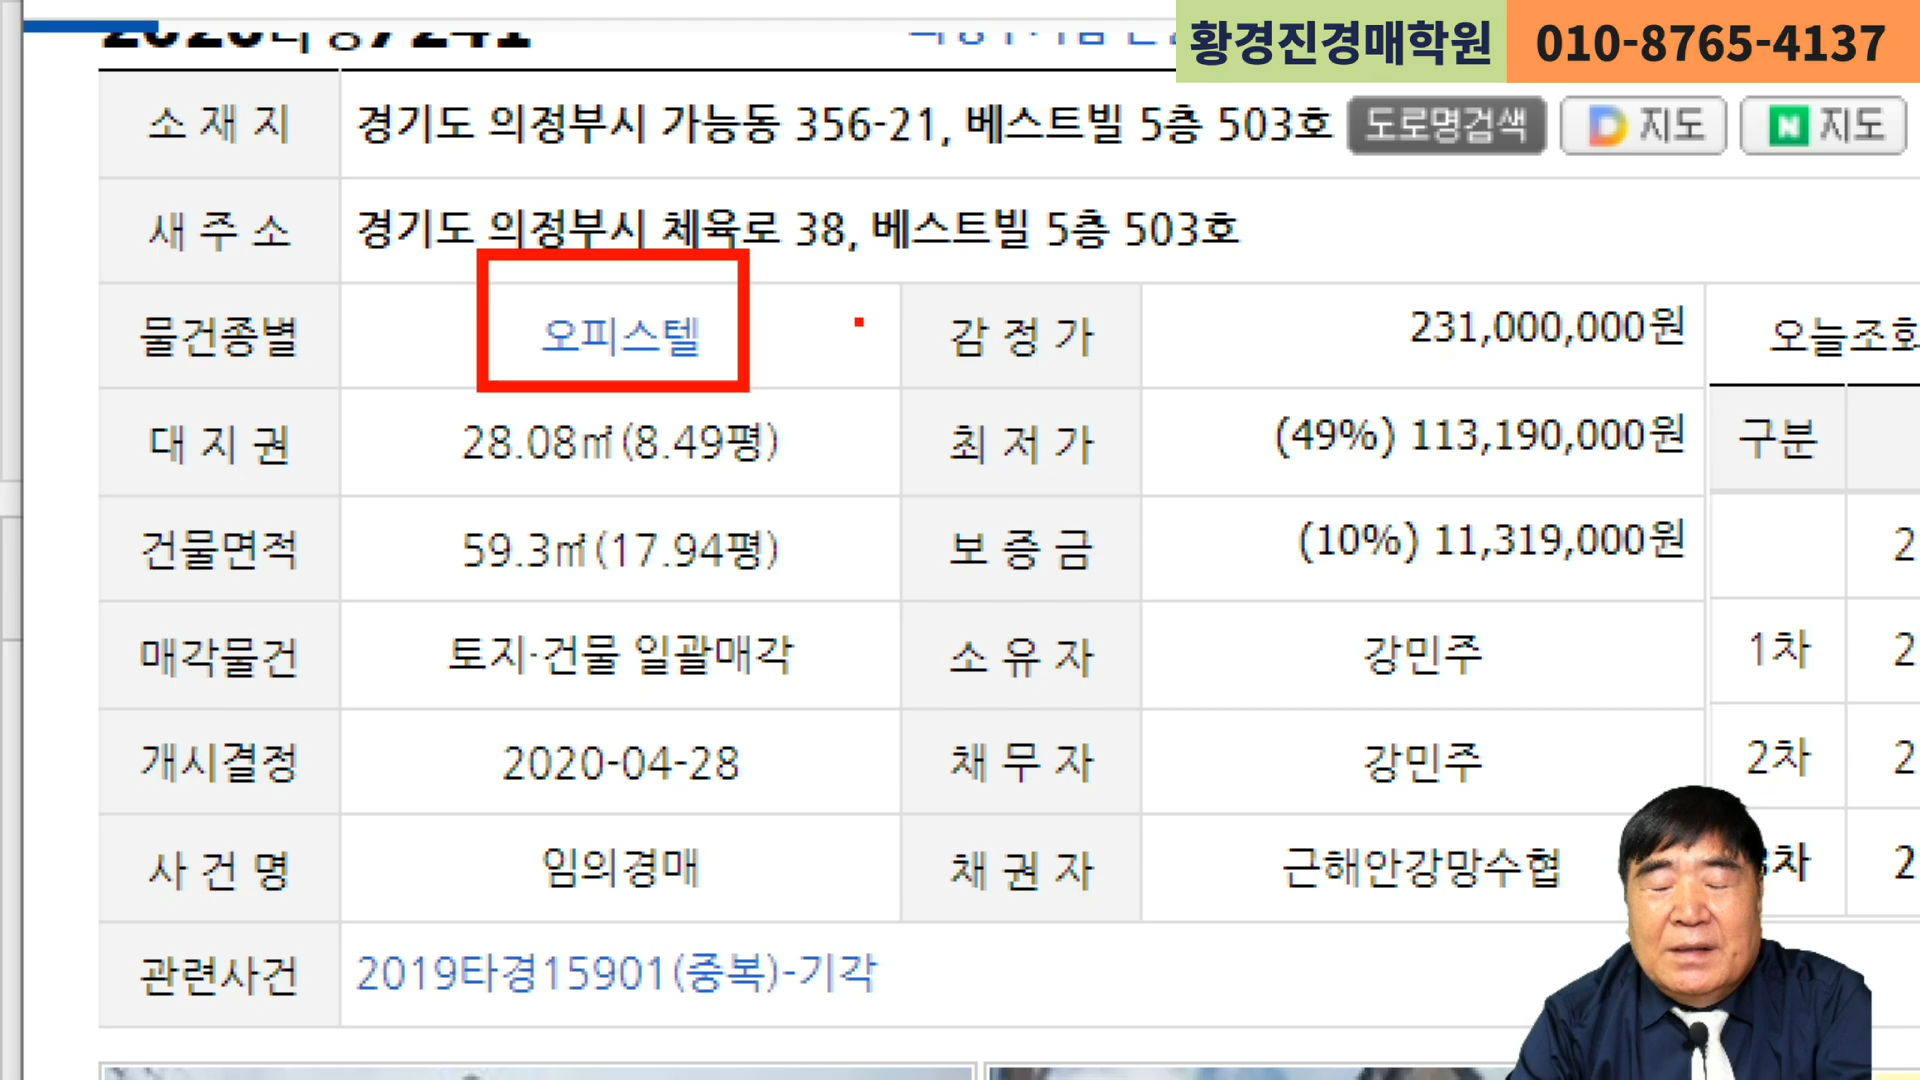 황경진경매학원 010-8765-4137
소재지 경기도 의정부시 가능동 356-21, 베스트빌 5층 503호 도로명검색 D 지도 N 지도
새주소 경기도 의정부시 체육로 38, 베스트빌 5층 503호
물건종별 오피스텔 감정가 231,000,000원 오늘조회
대지권 28.08㎡(8.49평) 최저가 (49%) 113,190,000원 구분
건물면적 59.3㎡(17.94평) 보증금 (10%) 11,319,000원 2
매각물건 토지·건물 일괄매각 소유자 강민주 1차 2
개시결정 2020-04-28 채무자 강민주 2차 2
사건명 임의경매 채권자 근해안강망수협 차 2
관련사건 2019타경15901(중복)-기각